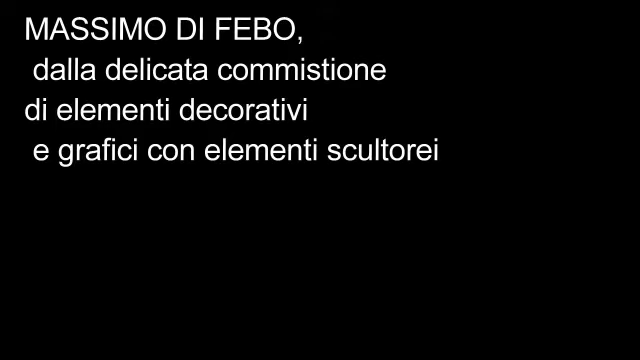 MASSIMO DI FEBO,
dalla delicata commistione
di elementi decorativi
e grafici con elementi scultorei